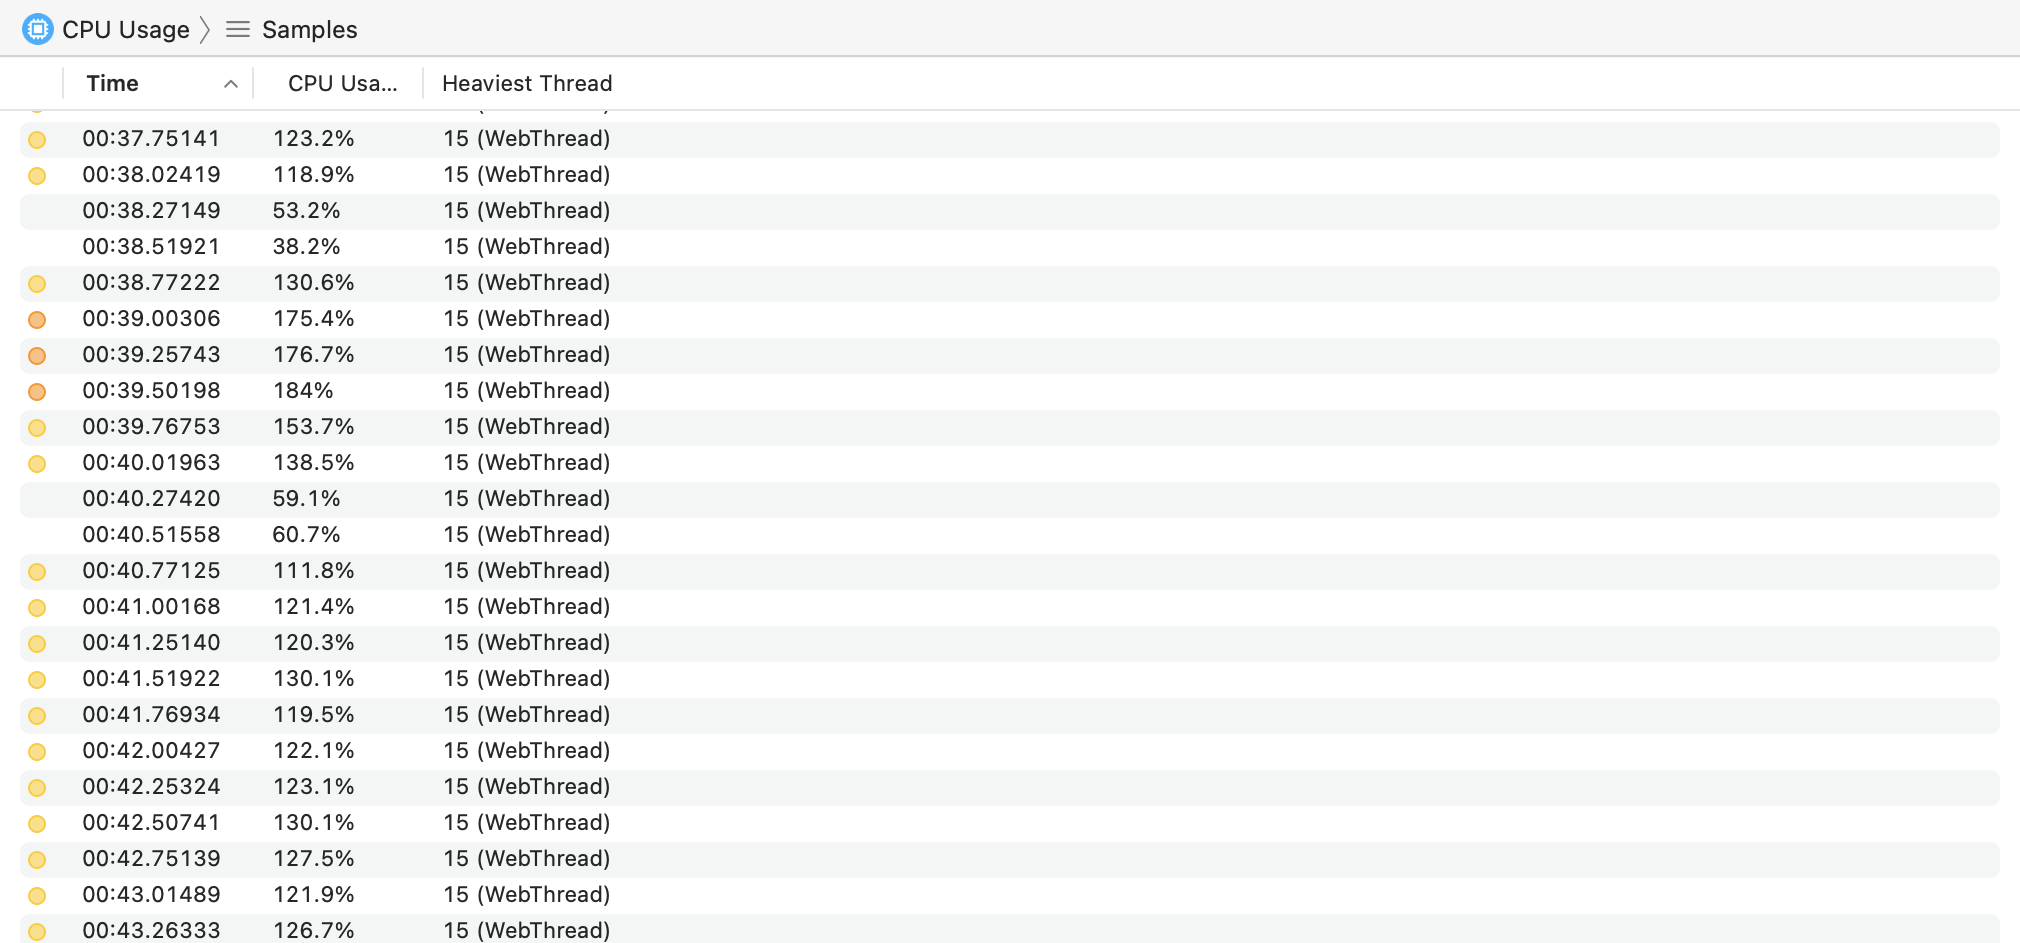 CPU Usage Samples
Time CPU Usa... Heaviest Thread
00:37.75141 123.2% 15 (WebThread)
00:38.02419 118.9% 15 (WebThread)
00:38.27149 53.2% 15 (WebThread)
00:38.51921 38.2% 15 (WebThread)
00:38.77222 130.6% 15 (WebThread)
00:39.00306 175.4% 15 (WebThread)
00:39.25743 176.7% 15 (WebThread)
00:39.50198 184% 15 (WebThread)
00:39.76753 153.7% 15 (WebThread)
00:40.01963 138.5% 15 (WebThread)
00:40.27420 59.1% 15 (WebThread)
00:40.51558 60.7% 15 (WebThread)
00:40.77125 111.8% 15 (WebThread)
00:41.00168 121.4% 15 (WebThread)
00:41.25140 120.3% 15 (WebThread)
00:41.51922 130.1% 15 (WebThread)
00:41.76934 119.5% 15 (WebThread)
00:42.00427 122.1% 15 (WebThread)
00:42.25324 123.1% 15 (WebThread)
00:42.50741 130.1% 15 (WebThread)
00:42.75139 127.5% 15 (WebThread)
00:43.01489 121.9% 15 (WebThread)
00:43.26333 126.7% 15 (WebThread)